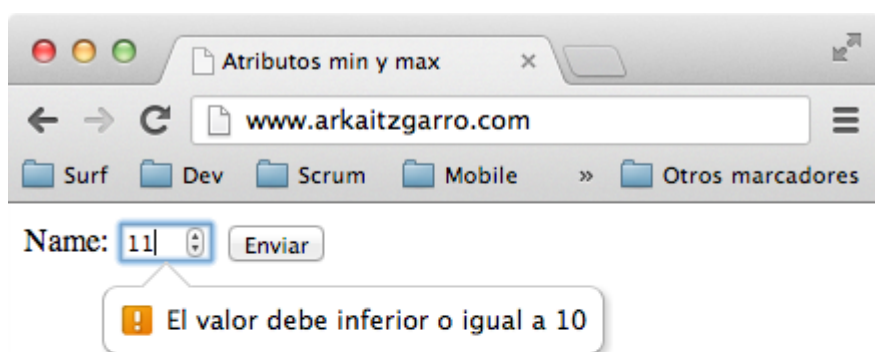 Atributos min y max
www.arkaitzgarro.com
Surf Dev Scrum Mobile » Otros marcadores
Name: 11 Enviar
El valor debe inferior o igual a 10